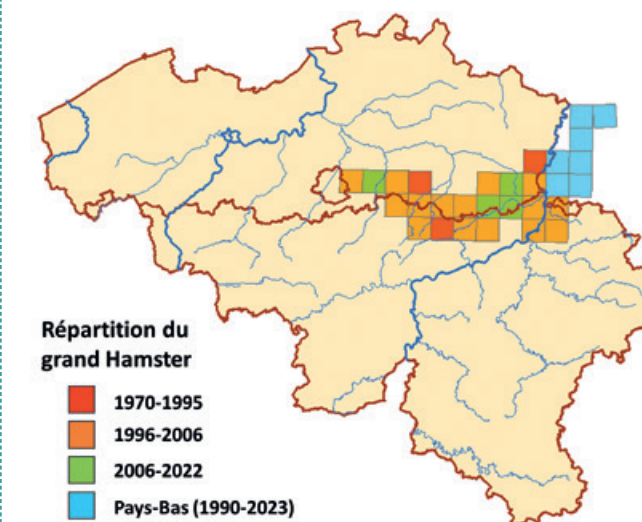 Répartition du
grand Hamster
1970-1995
1996-2006
2006-2022
Pays-Bas (1990-2023)